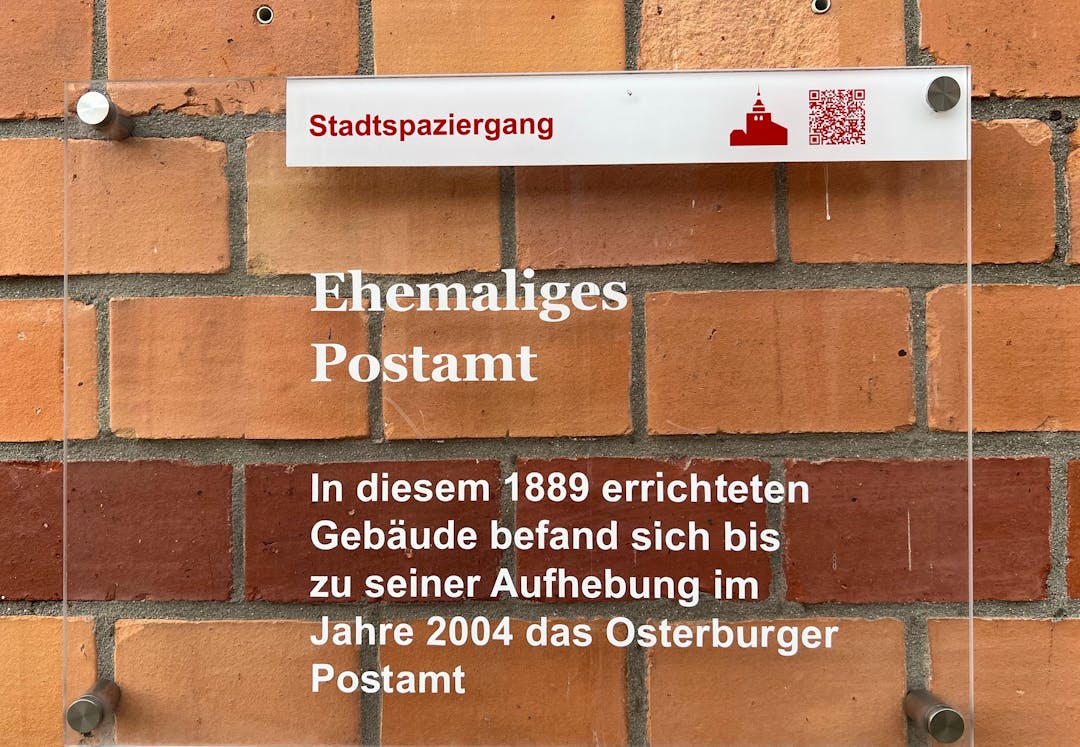 Stadtspaziergang
Ehemaliges
Postamt
In diesem 1889 errichteten
Gebäude befand sich bis
zu seiner Aufhebung im
Jahre 2004 das Osterburger
Postamt